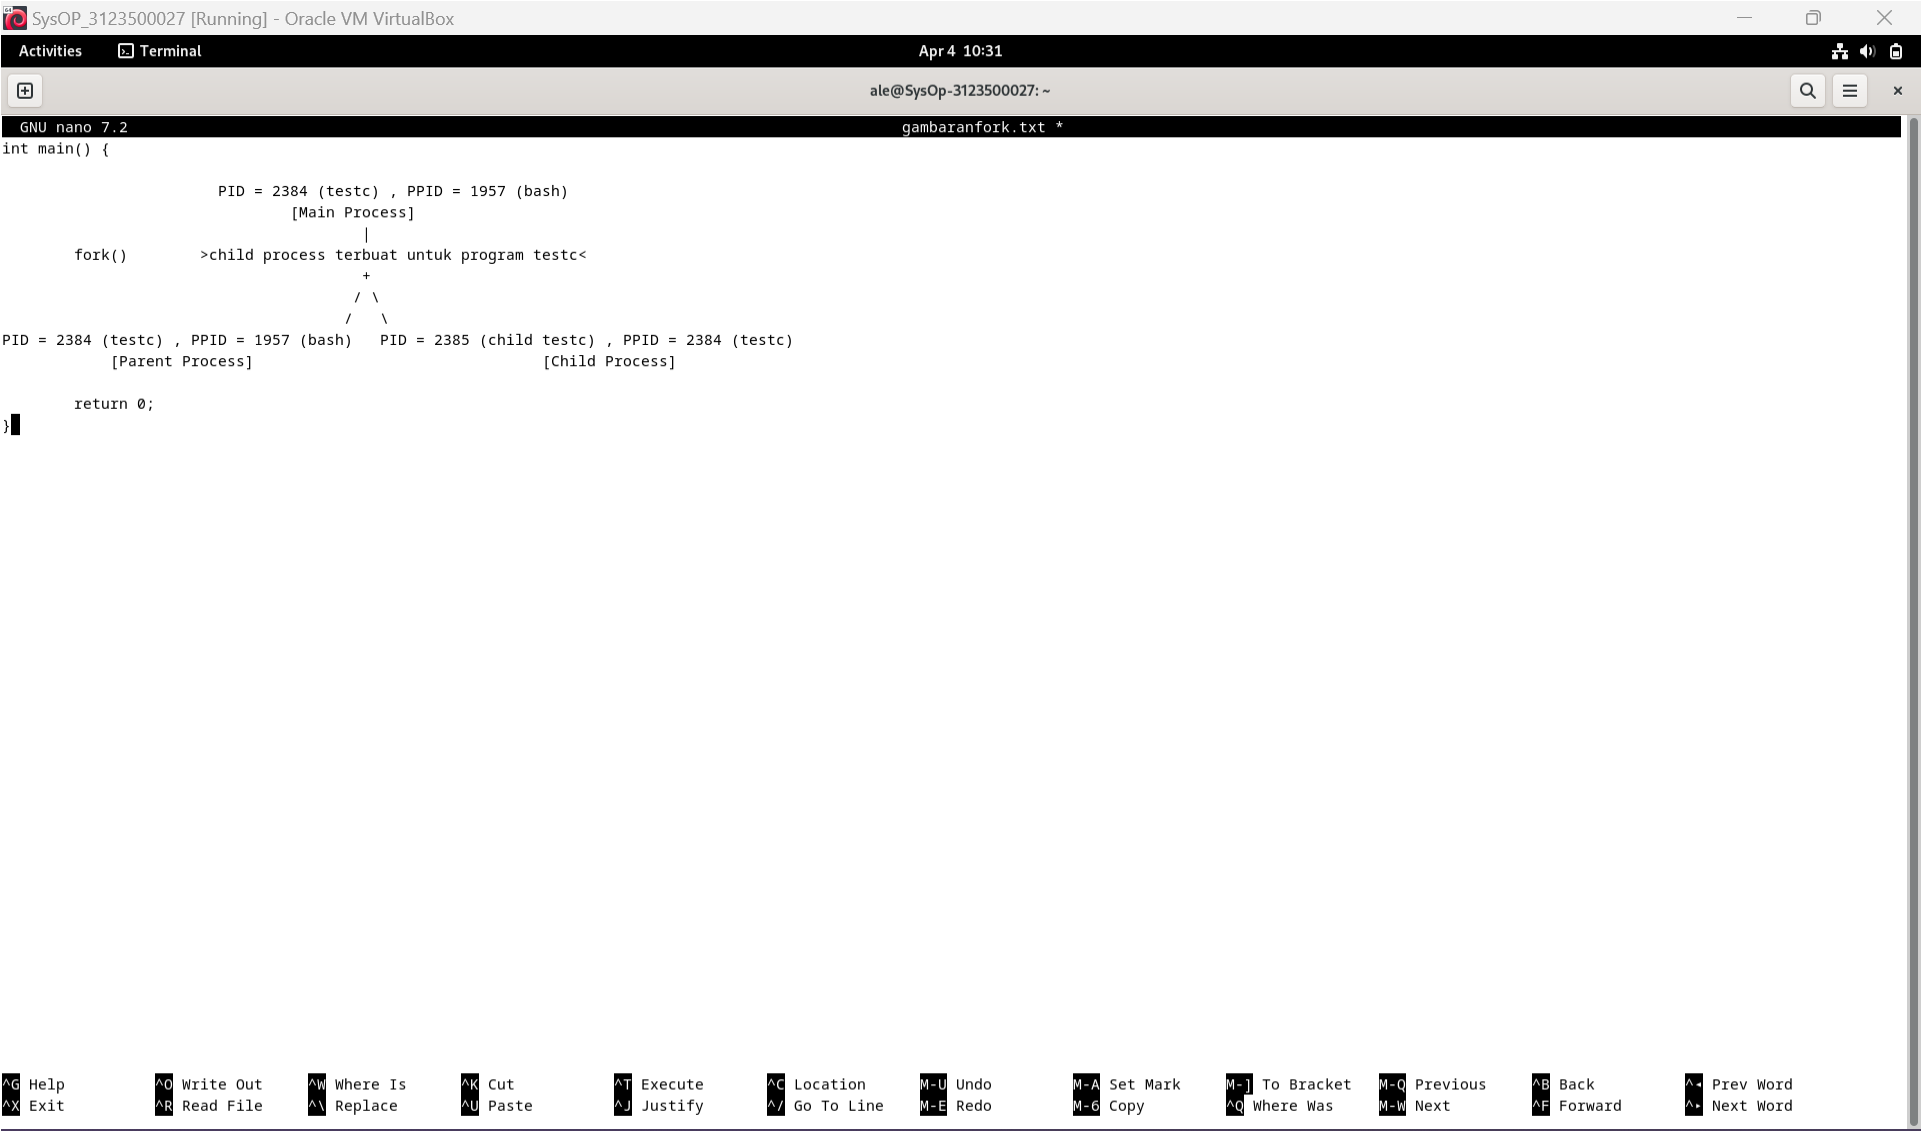 SysOP_3123500027 [Running] - Oracle VM VirtualBox
Activities Terminal Apr 4 10:31
ale@SysOp-3123500027: ~
GNU nano 7.2 gambaranfork.txt *
int main() {
PID = 2384 (testc) , PPID = 1957 (bash)
[Main Process]
|
fork() >child process terbuat untuk program testc<
+
/ \
/ \
PID = 2384 (testc) , PPID = 1957 (bash) PID = 2385 (child testc) , PPID = 2384 (testc)
[Parent Process] [Child Process]
return 0;
}
^G Help ^O Write Out ^W Where Is ^K Cut ^T Execute ^C Location M-U Undo M-A Set Mark M-] To Bracket M-Q Previous ^B Back ^◂ Prev Word
^X Exit ^R Read File ^\ Replace ^U Paste ^J Justify ^/ Go To Line M-E Redo M-6 Copy ^Q Where Was M-W Next ^F Forward ^▸ Next Word